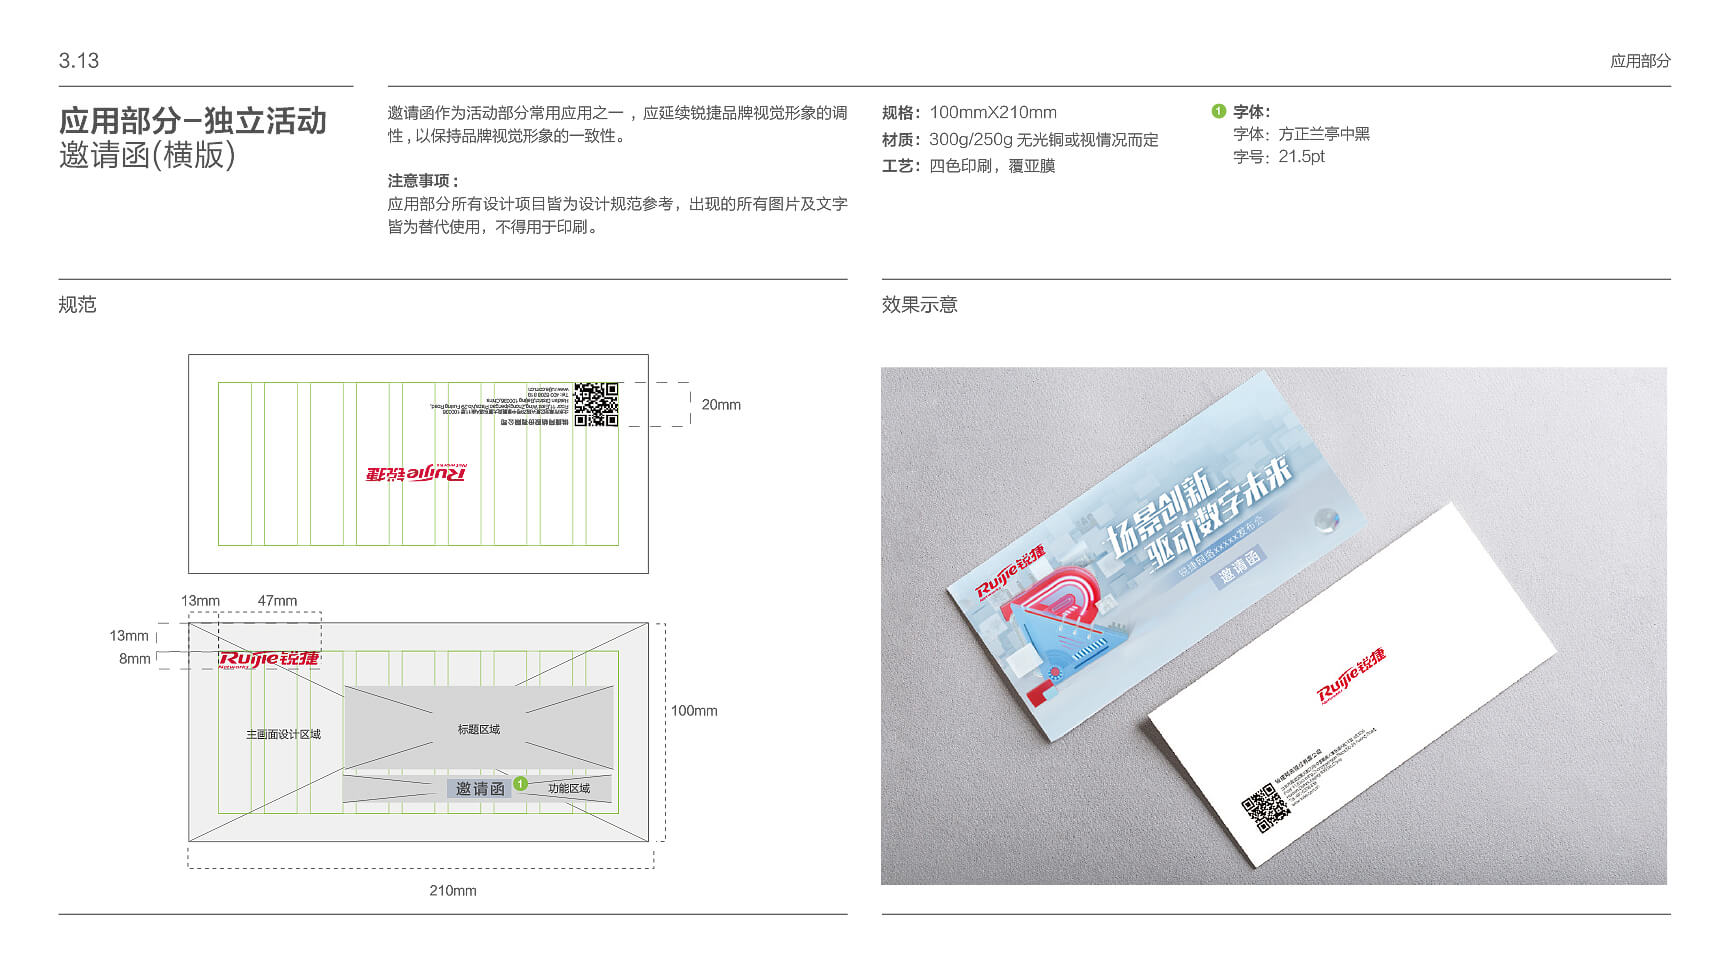 3.13
应用部分
应用部分-独立活动
邀请函(横版)
邀请函作为活动部分常用应用之一，应延续锐捷品牌视觉形象的调
性，以保持品牌视觉形象的一致性。
注意事项：
应用部分所有设计项目皆为设计规范参考，出现的所有图片及文字
皆为替代使用，不得用于印刷。
规格：100mmX210mm
材质：300g/250g 无光铜或视情况而定
工艺：四色印刷，覆亚膜
1 字体：
字体：方正兰亭中黑
字号：21.5pt
规范
效果示意
20mm
Ruijie锐捷
Networks
13mm 47mm
13mm
8mm
Ruijie锐捷
Networks
标题区域
主画面设计区域
邀请函 1 功能区域
100mm
210mm
Ruijie锐捷
Networks
场景创新
驱动数字未来
锐捷网络xxxxx发布会
邀请函
Ruijie锐捷
Networks